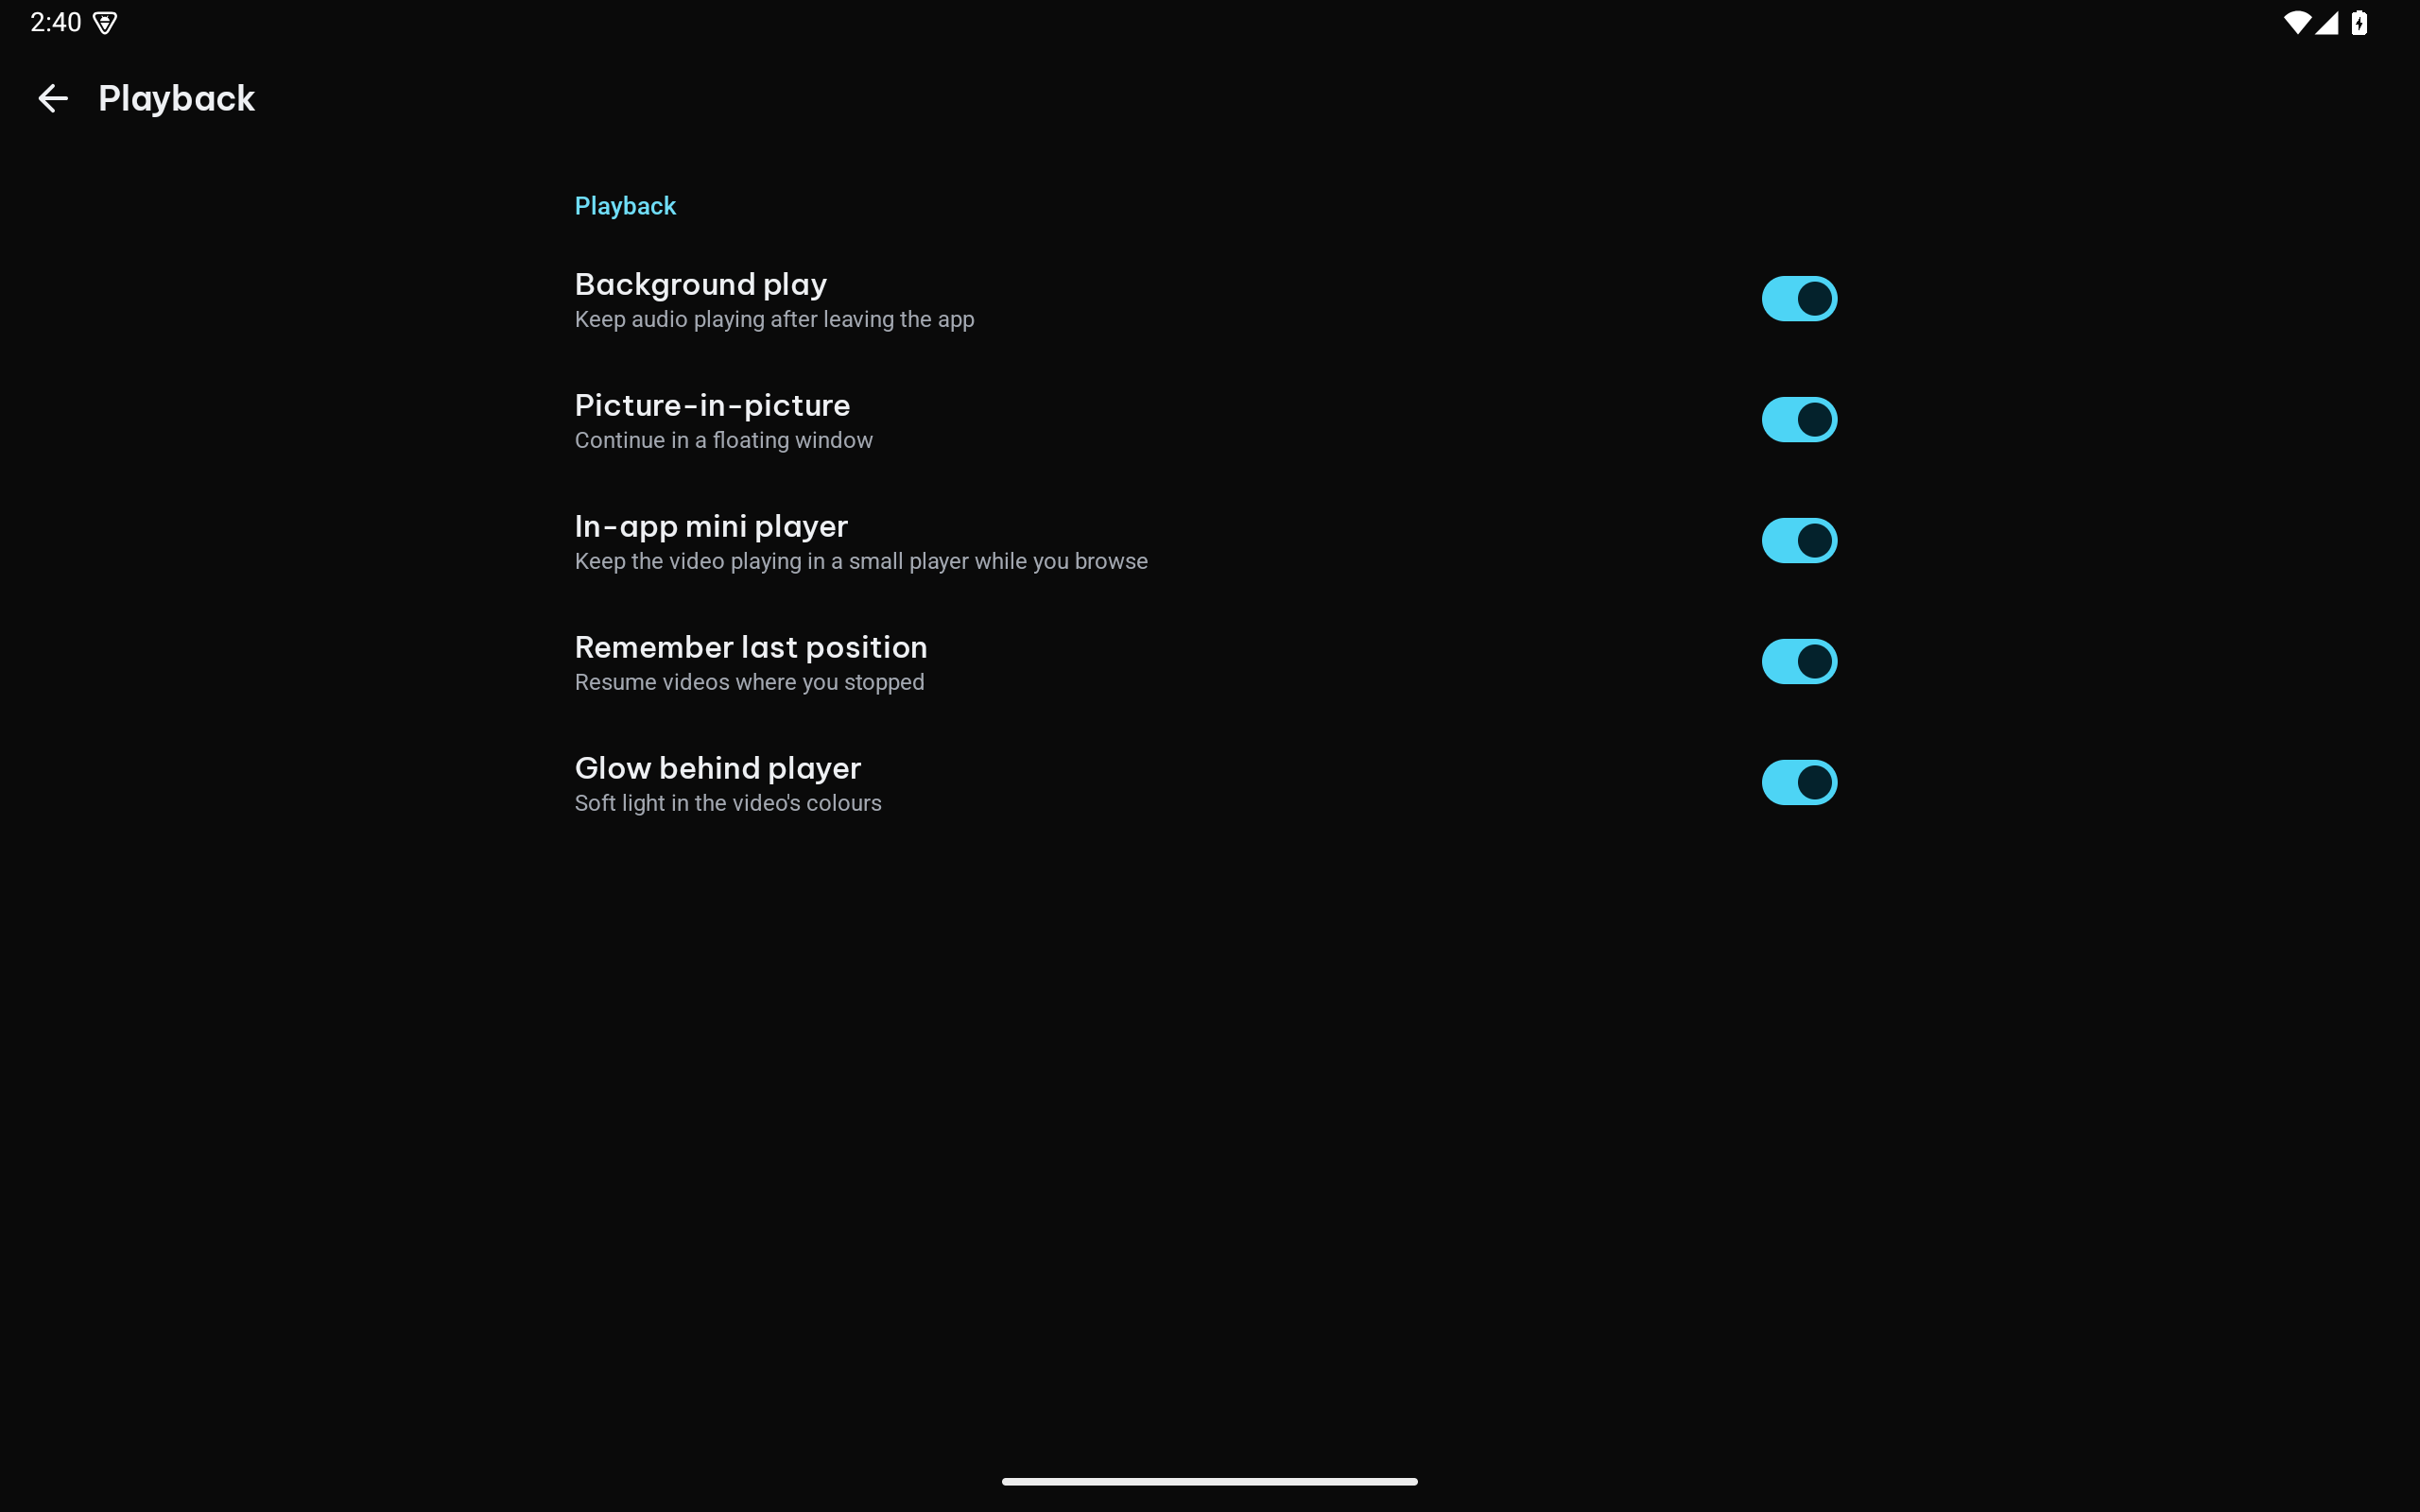 2:40
Playback
Playback
Background play
Keep audio playing after leaving the app
Picture-in-picture
Continue in a floating window
In-app mini player
Keep the video playing in a small player while you browse
Remember last position
Resume videos where you stopped
Glow behind player
Soft light in the video's colours